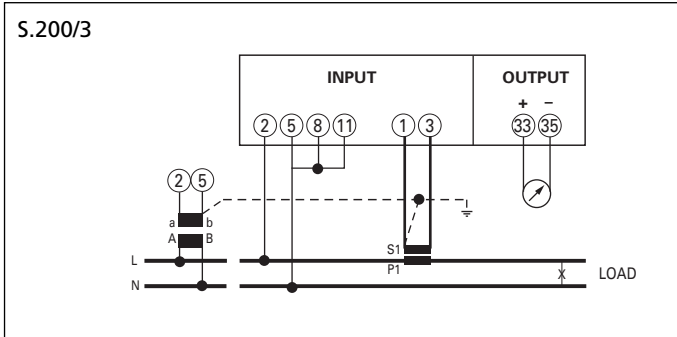 S.200/3
INPUT OUTPUT
+ −
2 5 8 11 1 3 33 35
2 5
a b
A B
S1
L P1
X LOAD
N